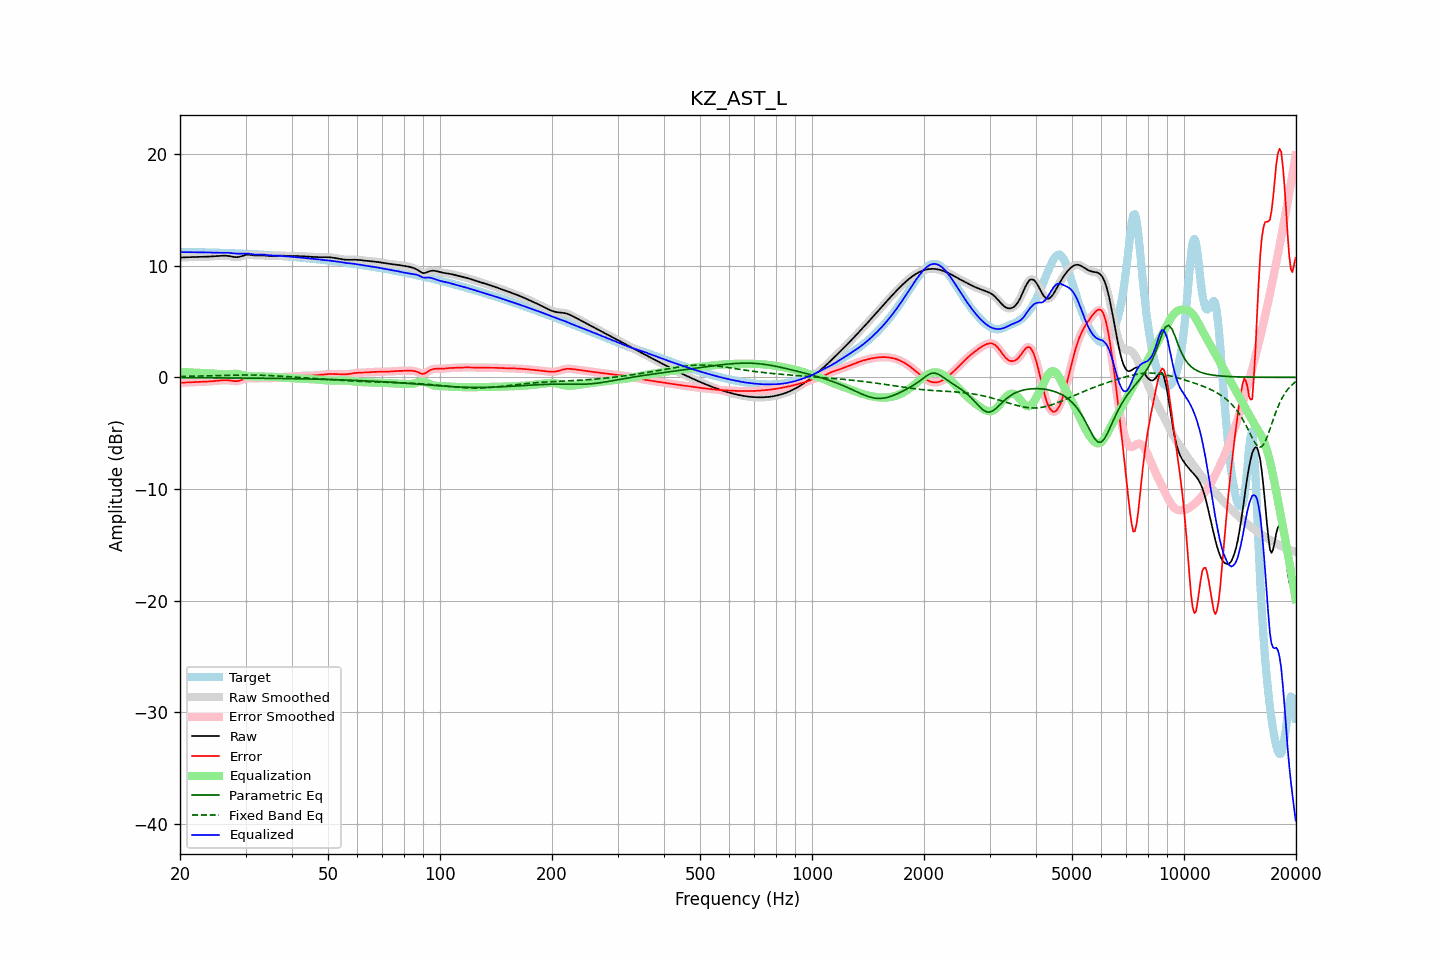 KZ_AST_L
Amplitude (dBr)
20
10
0
−10
−20
−30
−40
Target
Raw Smoothed
Error Smoothed
Raw
Error
Equalization
Parametric Eq
Fixed Band Eq
Equalized
20 50 100 200 500 1000 2000 5000 10000 20000
Frequency (Hz)